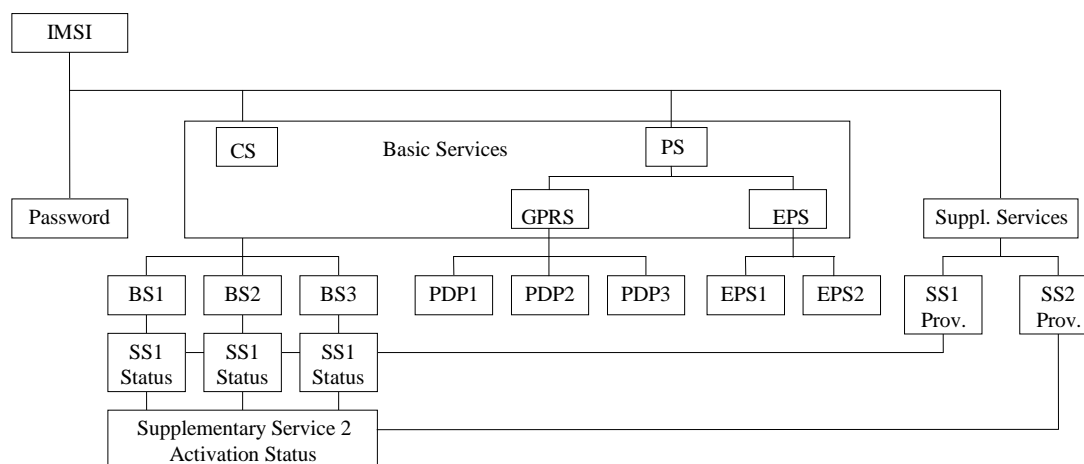 IMSI
CS
Basic Services
PS
Password
GPRS
EPS
Suppl. Services
BS1
BS2
BS3
PDP1
PDP2
PDP3
EPS1
EPS2
SS1
Prov.
SS2
Prov.
SS1
Status
SS1
Status
SS1
Status
Supplementary Service 2
Activation Status